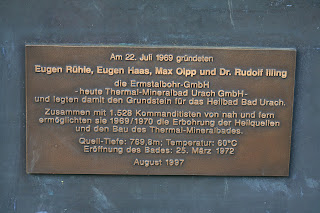 Am 22. Juli 1969 gründeten
Eugen Rühle, Eugen Haas, Max Olpp und Dr. Rudolf Illing
die Ermstalbohr-GmbH
-heute Thermal-Mineralbad Urach GmbH-
und legten damit den Grundstein für das Heilbad Bad Urach.
Zusammen mit 1.528 Kommanditisten von nah und fern
ermöglichten sie 1969/1970 die Erbohrung der Heilquellen
und den Bau des Thermal-Mineralbades.
Quell-Tiefe: 769,8m; Temperatur: 60°C
Eröffnung des Bades: 25. März 1972
August 1997